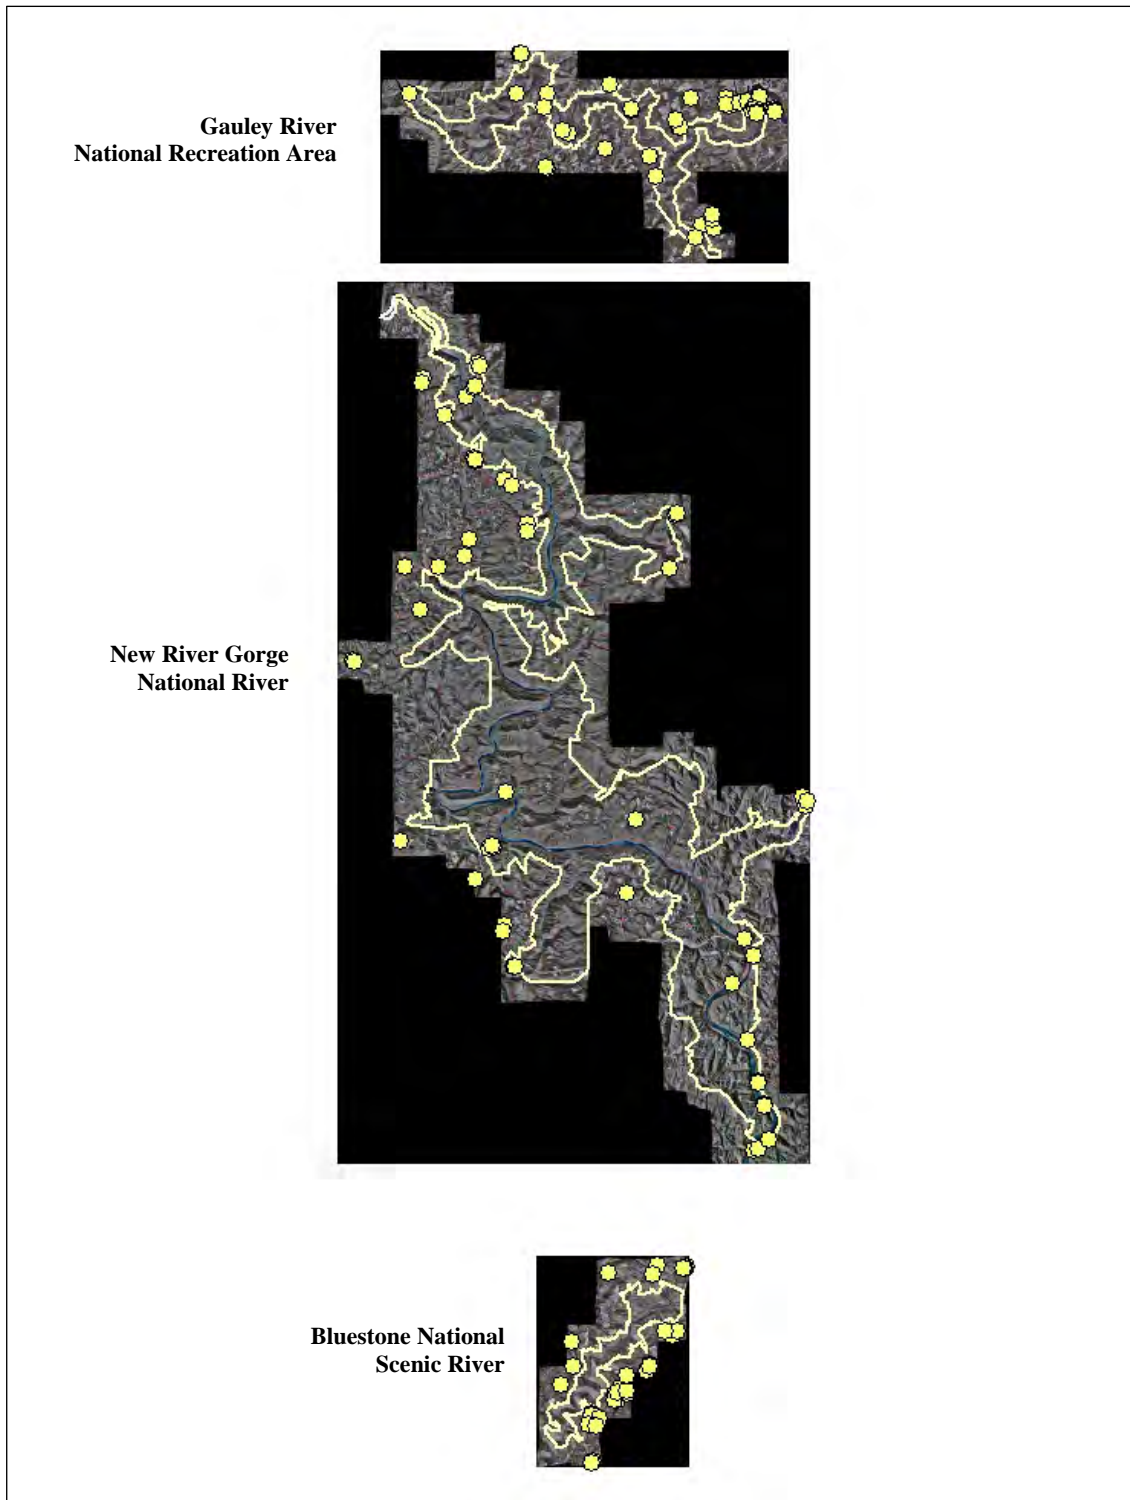 Gauley River
National Recreation Area
New River Gorge
National River
Bluestone National
Scenic River